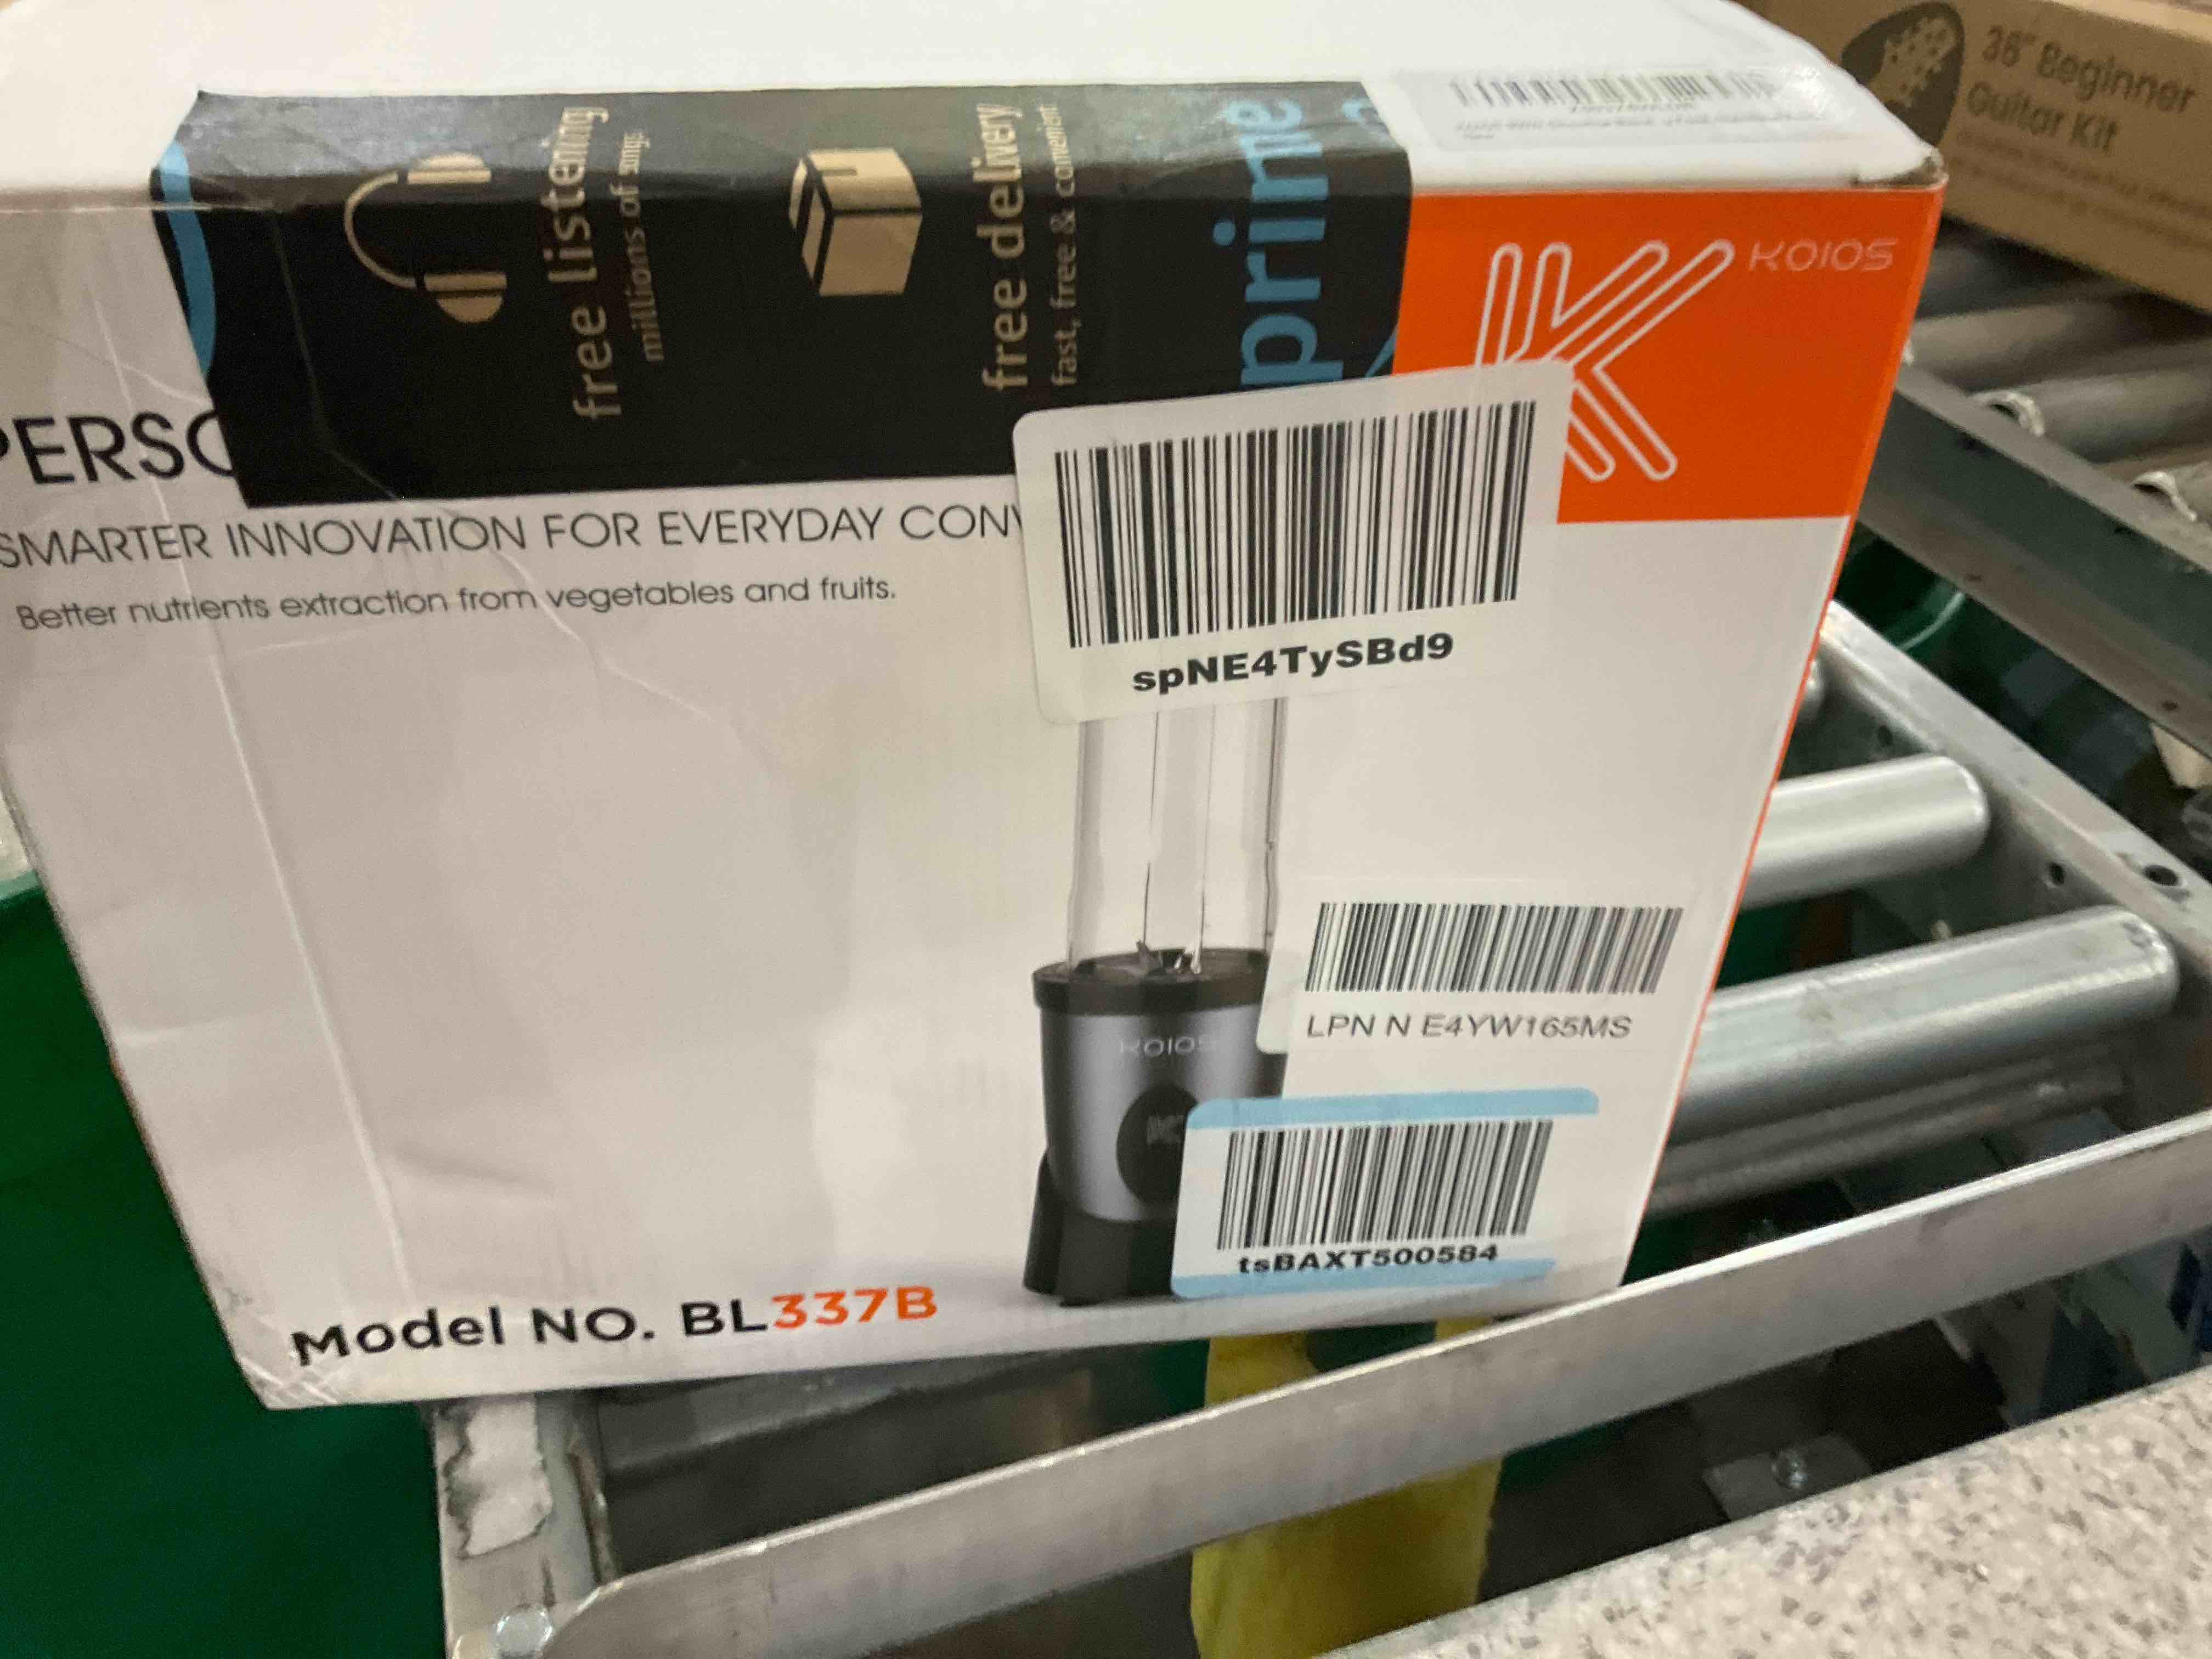 free listening
millions of songs
free delivery
fast, free & convenient
prime
KOIOS
36" Beginner
Guitar Kit
PERSO
SMARTER INNOVATION FOR EVERYDAY CONV
Better nutrients extraction from vegetables and fruits.
spNE4TySBd9
LPN N E4YW165MS
KOIOS
K
tsBAXT500584
Model NO. BL337B